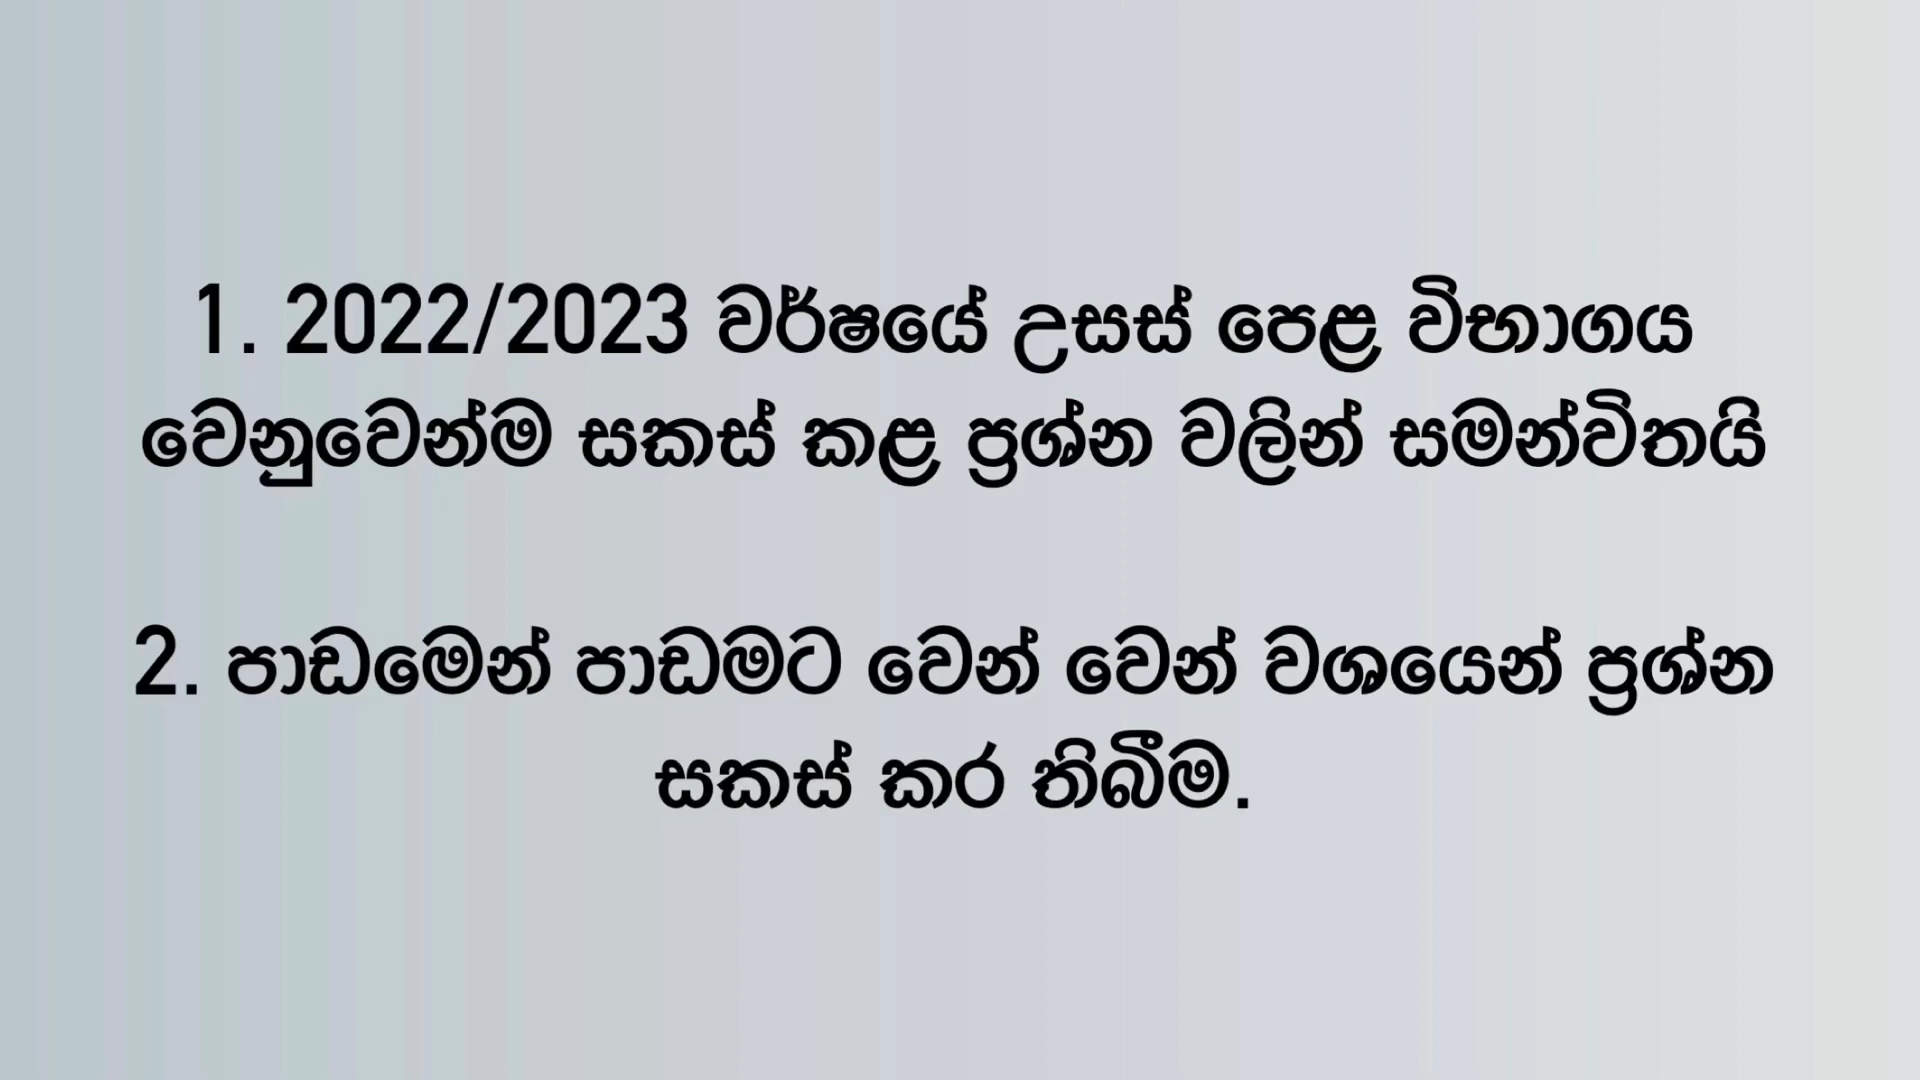 1. 2022/2023 වර්ෂයේ උසස් පෙළ විභාගය
වෙනුවෙන්ම සකස් කළ ප්‍රශ්න වලින් සමන්විතයි
2. පාඩමෙන් පාඩමට වෙන් වෙන් වශයෙන් ප්‍රශ්න
සකස් කර තිබීම.